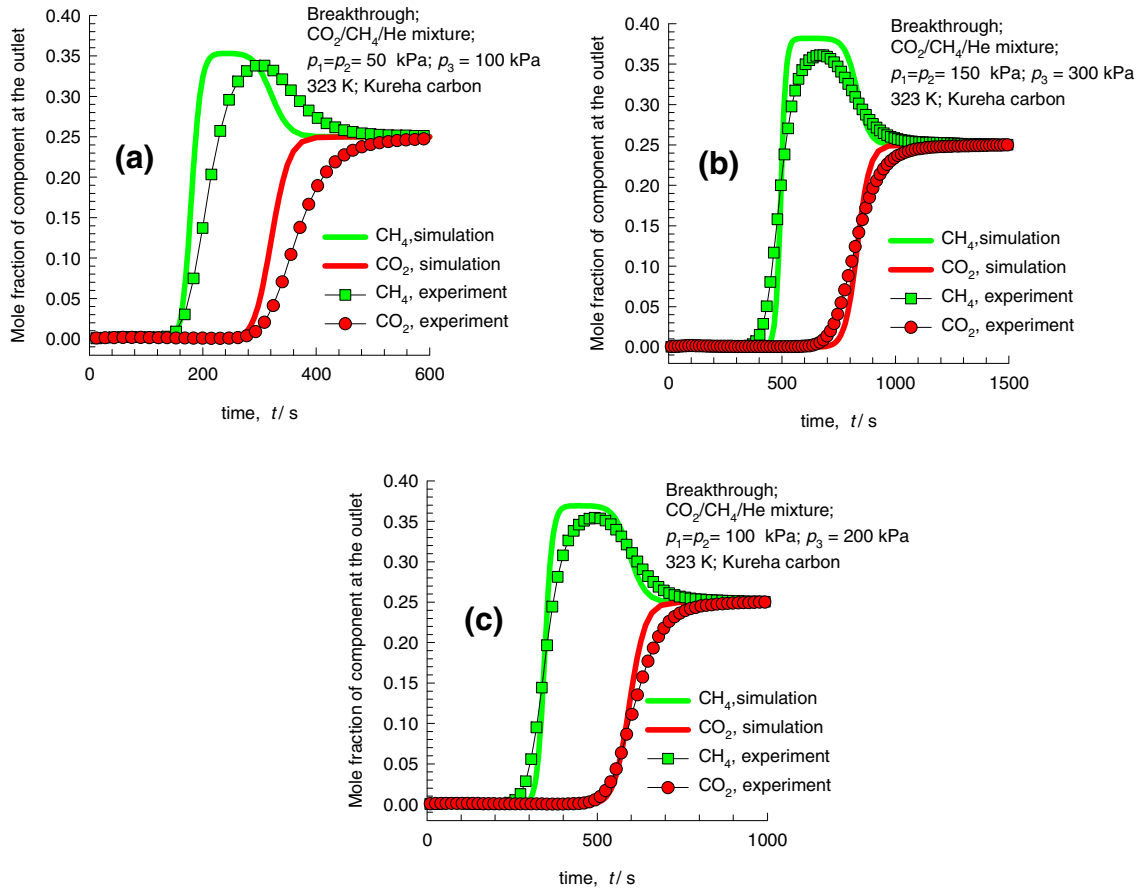 Mole fraction of component at the outlet
0.40
0.35
0.30
0.25
0.20
0.15
0.10
0.05
0.00
0 200 400 600
time, t/ s
(a)
Breakthrough;
CO2/CH4/He mixture;
p1=p2= 50 kPa; p3 = 100 kPa
323 K; Kureha carbon
CH4,simulation
CO2, simulation
CH4, experiment
CO2, experiment
Mole fraction of component at the outlet
0.40
0.35
0.30
0.25
0.20
0.15
0.10
0.05
0.00
0 500 1000 1500
time, t/ s
(b)
Breakthrough;
CO2/CH4/He mixture;
p1=p2= 150 kPa; p3 = 300 kPa
323 K; Kureha carbon
CH4,simulation
CO2, simulation
CH4, experiment
CO2, experiment
Mole fraction of component at the outlet
0.40
0.35
0.30
0.25
0.20
0.15
0.10
0.05
0.00
0 500 1000
time, t/ s
(c)
Breakthrough;
CO2/CH4/He mixture;
p1=p2= 100 kPa; p3 = 200 kPa
323 K; Kureha carbon
CH4,simulation
CO2, simulation
CH4, experiment
CO2, experiment